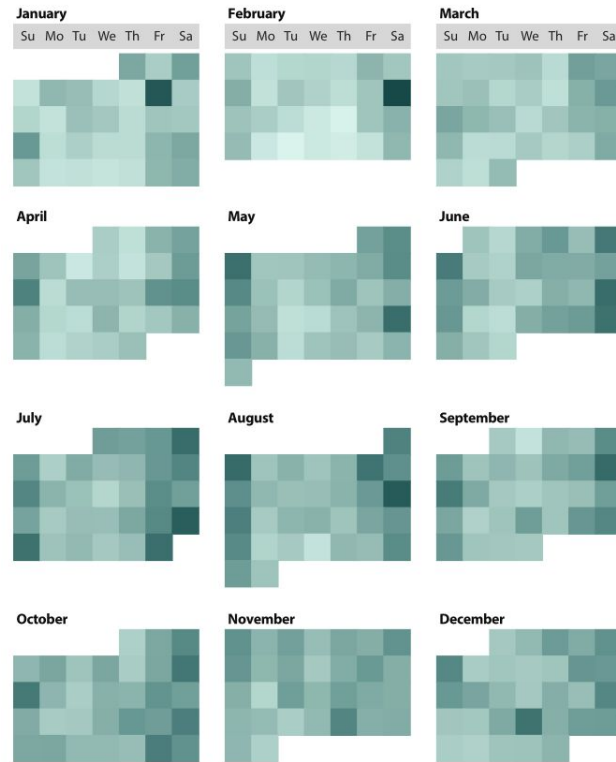 January February March
Su Mo Tu We Th Fr Sa Su Mo Tu We Th Fr Sa Su Mo Tu We Th Fr Sa
April May June
July August September
October November December